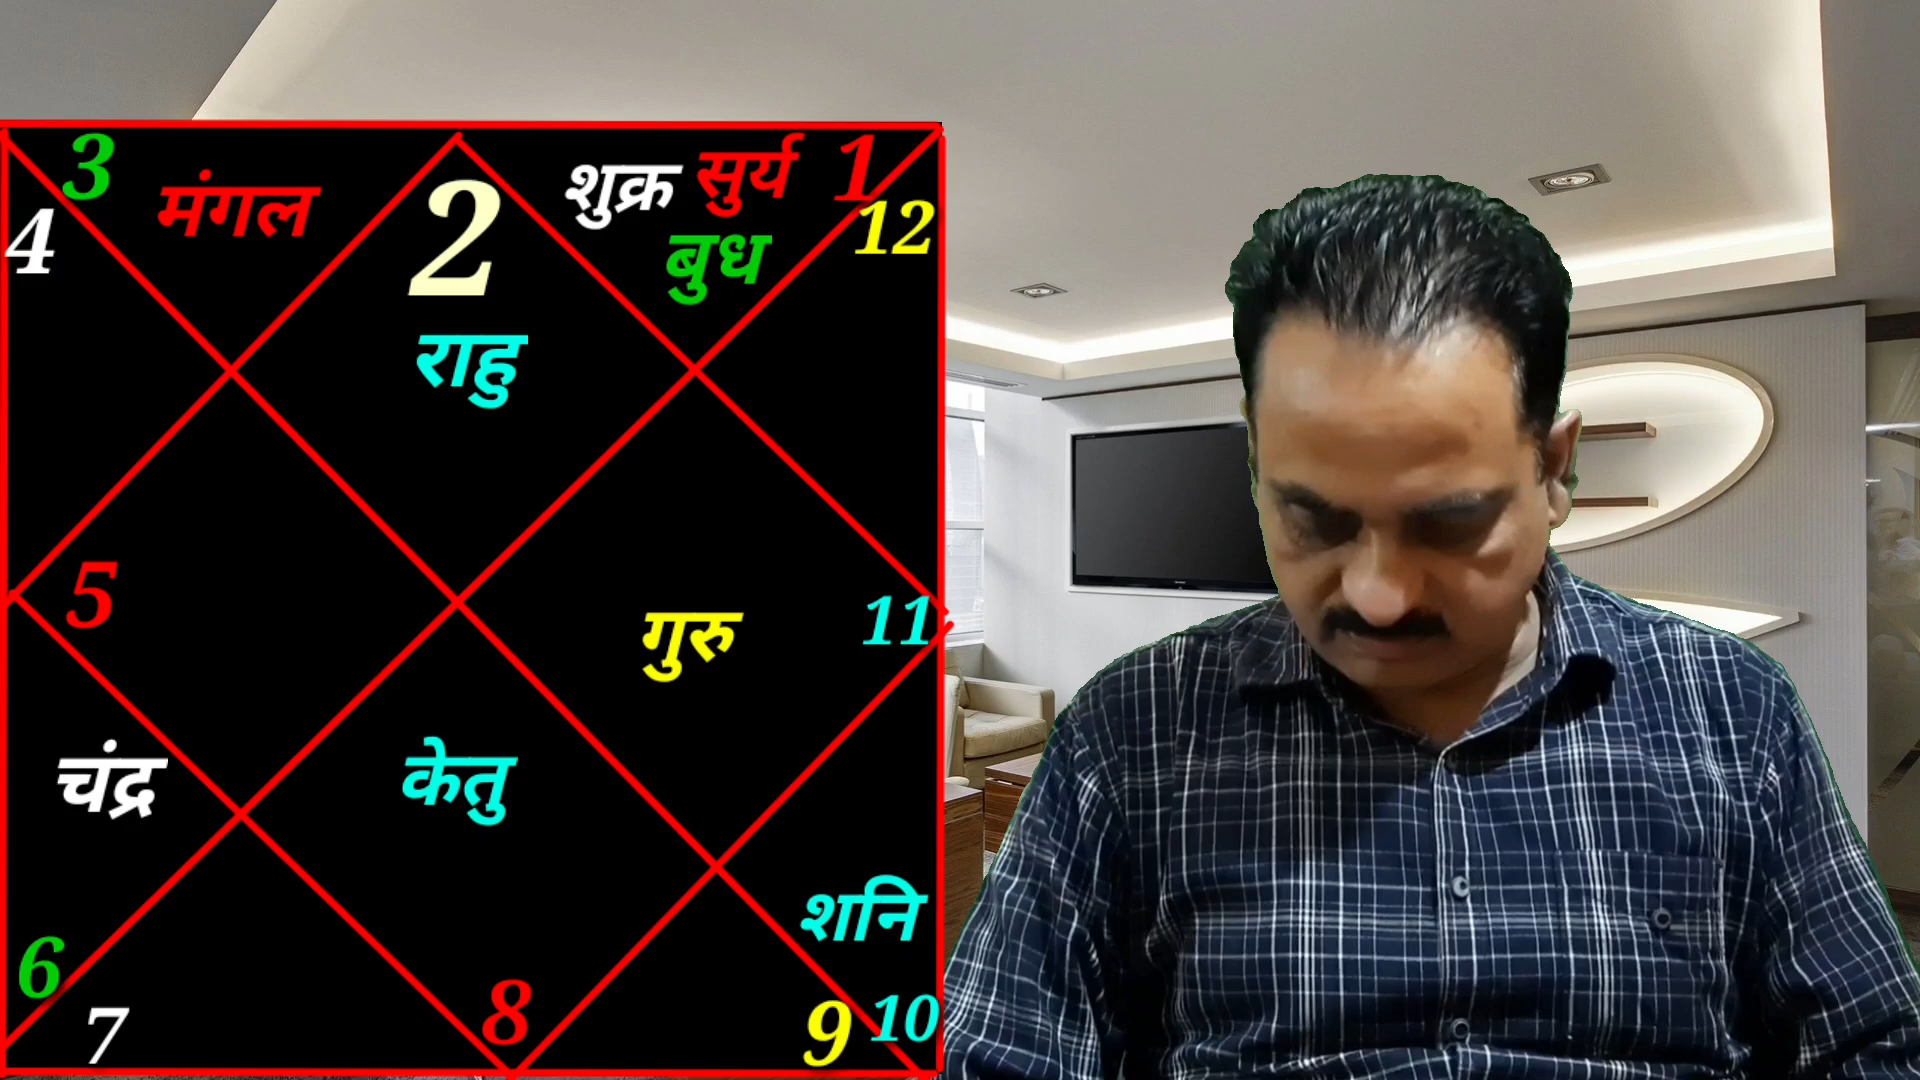 3 मंगल 2 शुक्र सुर्य 1
4 बुध 12
राहु
5 गुरु 11
चंद्र केतु
शनि
6 7 8 9 10